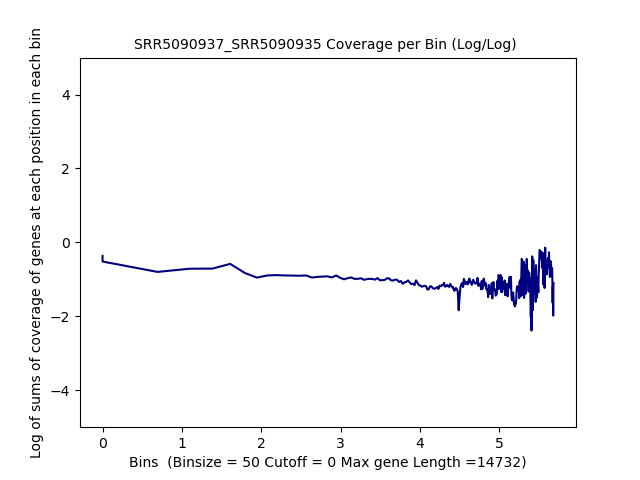 SRR5090937_SRR5090935 Coverage per Bin (Log/Log)
Log of sums of coverage of genes at each position in each bin
4
2
0
−2
−4
0 1 2 3 4 5
Bins  (Binsize = 50 Cutoff = 0 Max gene Length =14732)